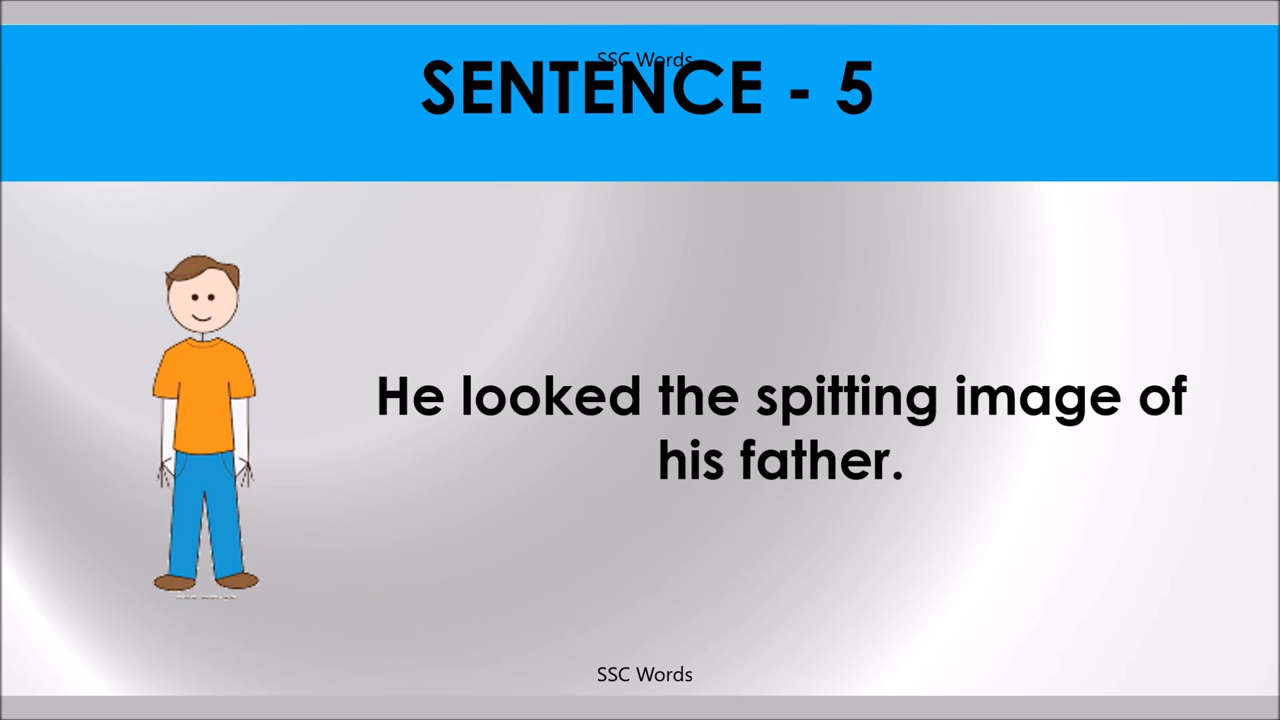 SSC Words
SENTENCE - 5
He looked the spitting image of
his father.
SSC Words